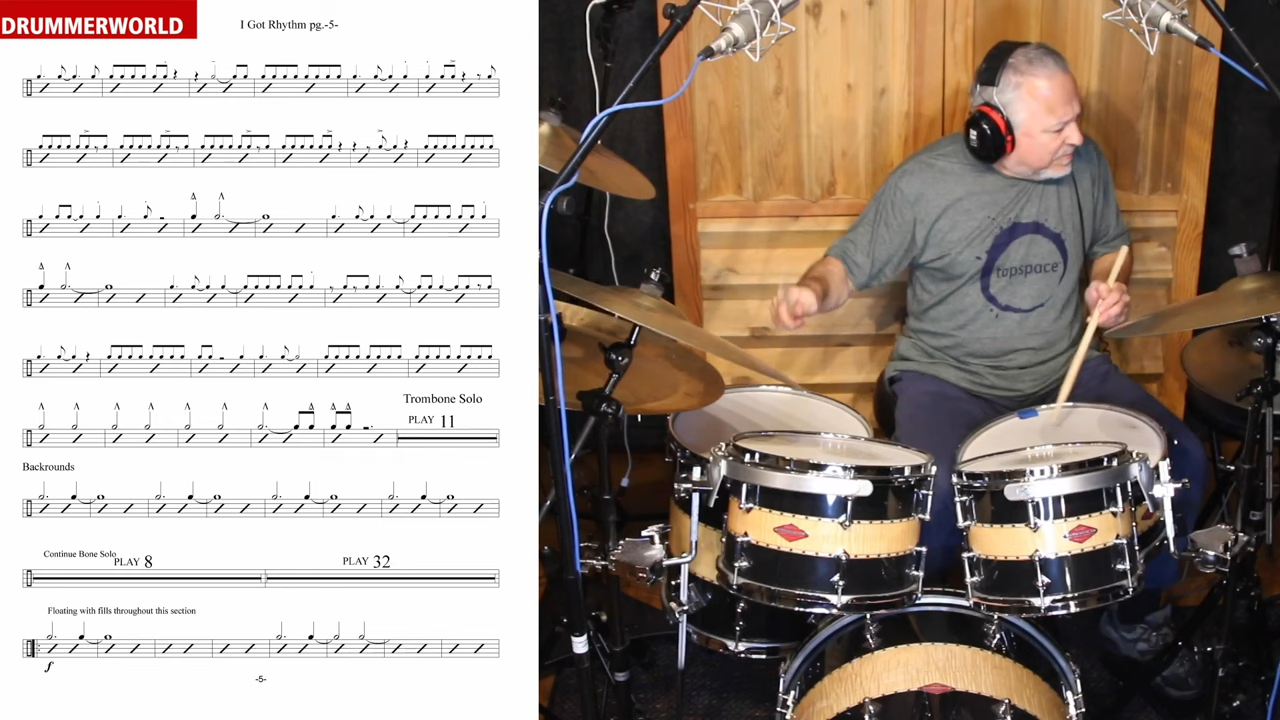 DRUMMERWORLD
I Got Rhythm pg.-5-
Trombone Solo
PLAY 11
Backrounds
Continue Bone Solo
PLAY 8
PLAY 32
Floating with fills throughout this section
f
-5-
tapspace